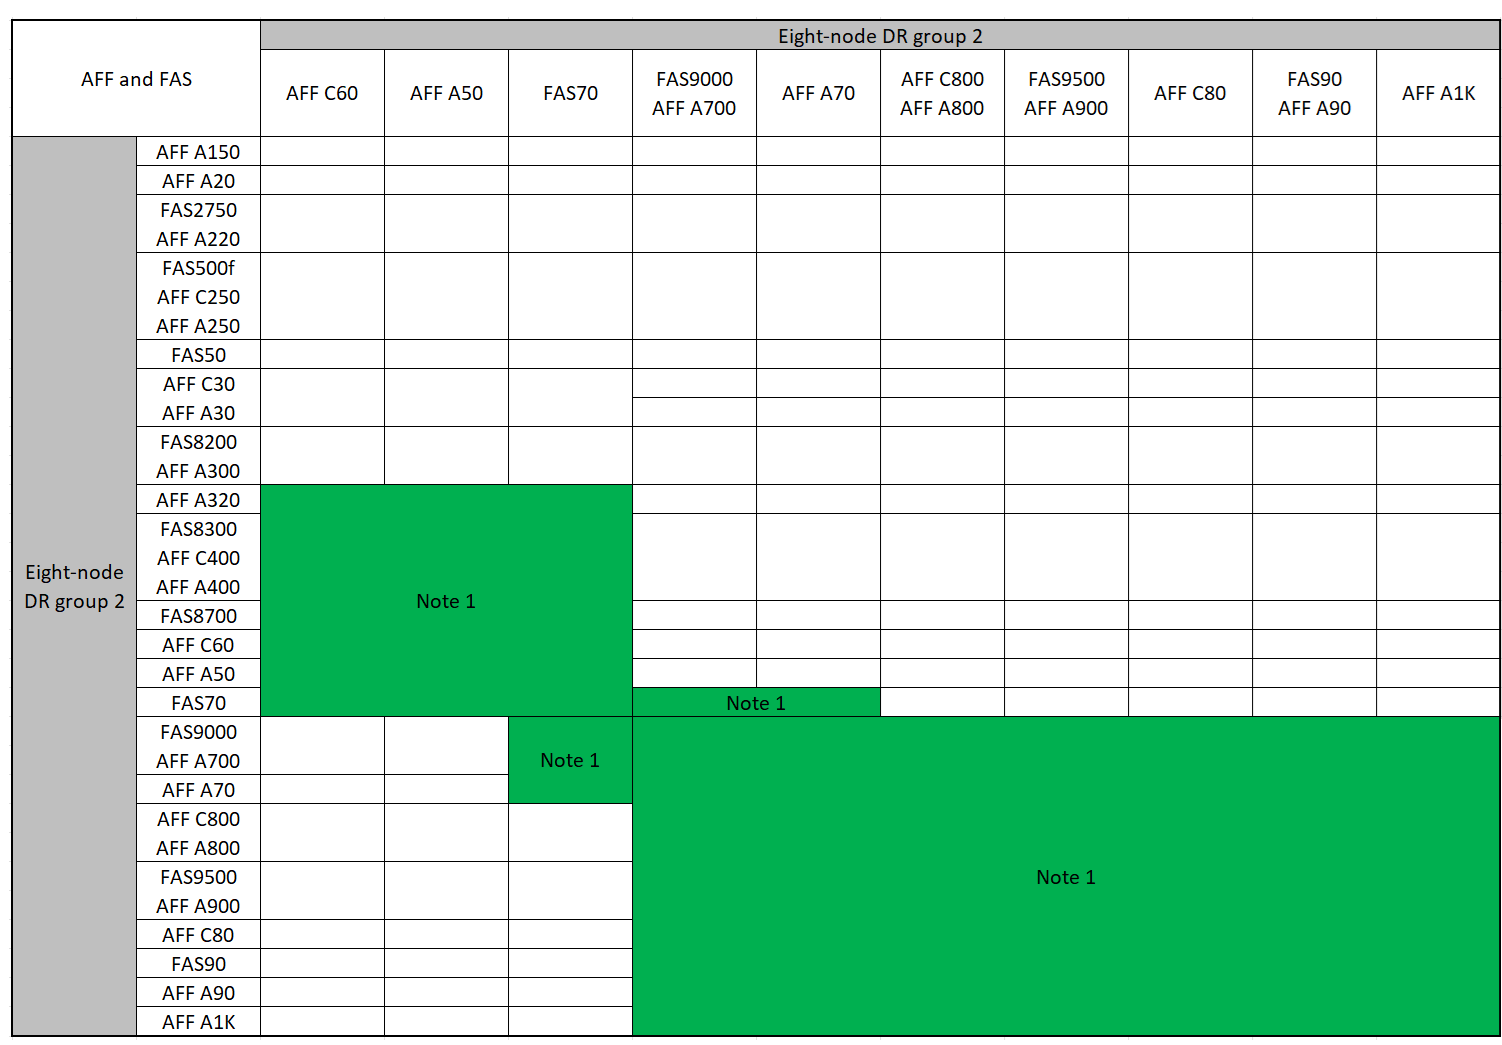 Eight-node DR group 2
AFF and FAS
AFF C60
AFF A50
FAS70
FAS9000
AFF A700
AFF A70
AFF C800
AFF A800
FAS9500
AFF A900
AFF C80
FAS90
AFF A90
AFF A1K
Eight-node
DR group 2
AFF A150
AFF A20
FAS2750
AFF A220
FAS500f
AFF C250
AFF A250
FAS50
AFF C30
AFF A30
FAS8200
AFF A300
AFF A320
FAS8300
AFF C400
AFF A400
Note 1
FAS8700
AFF C60
AFF A50
FAS70
Note 1
FAS9000
AFF A700
Note 1
AFF A70
AFF C800
AFF A800
FAS9500
Note 1
AFF A900
AFF C80
FAS90
AFF A90
AFF A1K